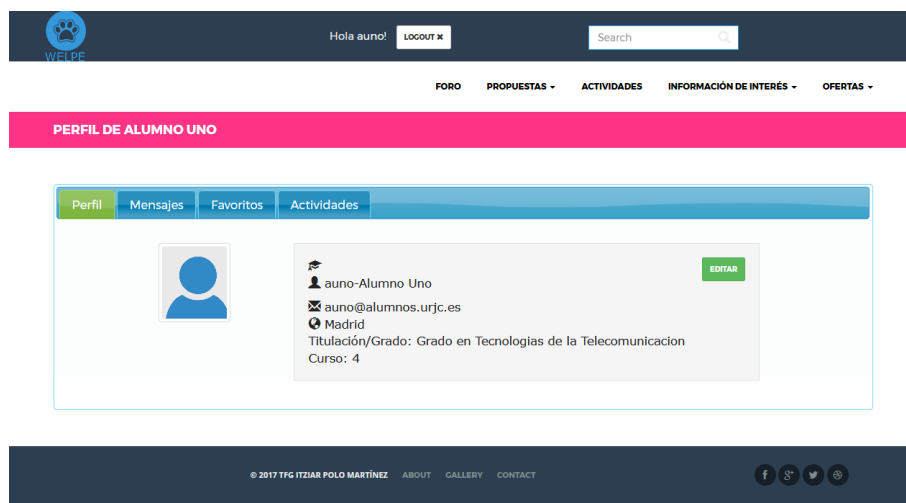 WELPE
Hola auno! LOGOUT ✖ Search
FORO PROPUESTAS ACTIVIDADES INFORMACIÓN DE INTERÉS OFERTAS
PERFIL DE ALUMNO UNO
Perfil Mensajes Favoritos Actividades
EDITAR
auno-Alumno Uno
auno@alumnos.urjc.es
Madrid
Titulación/Grado: Grado en Tecnologias de la Telecomunicacion
Curso: 4
© 2017 TFG ITZIAR POLO MARTÍNEZ ABOUT GALLERY CONTACT